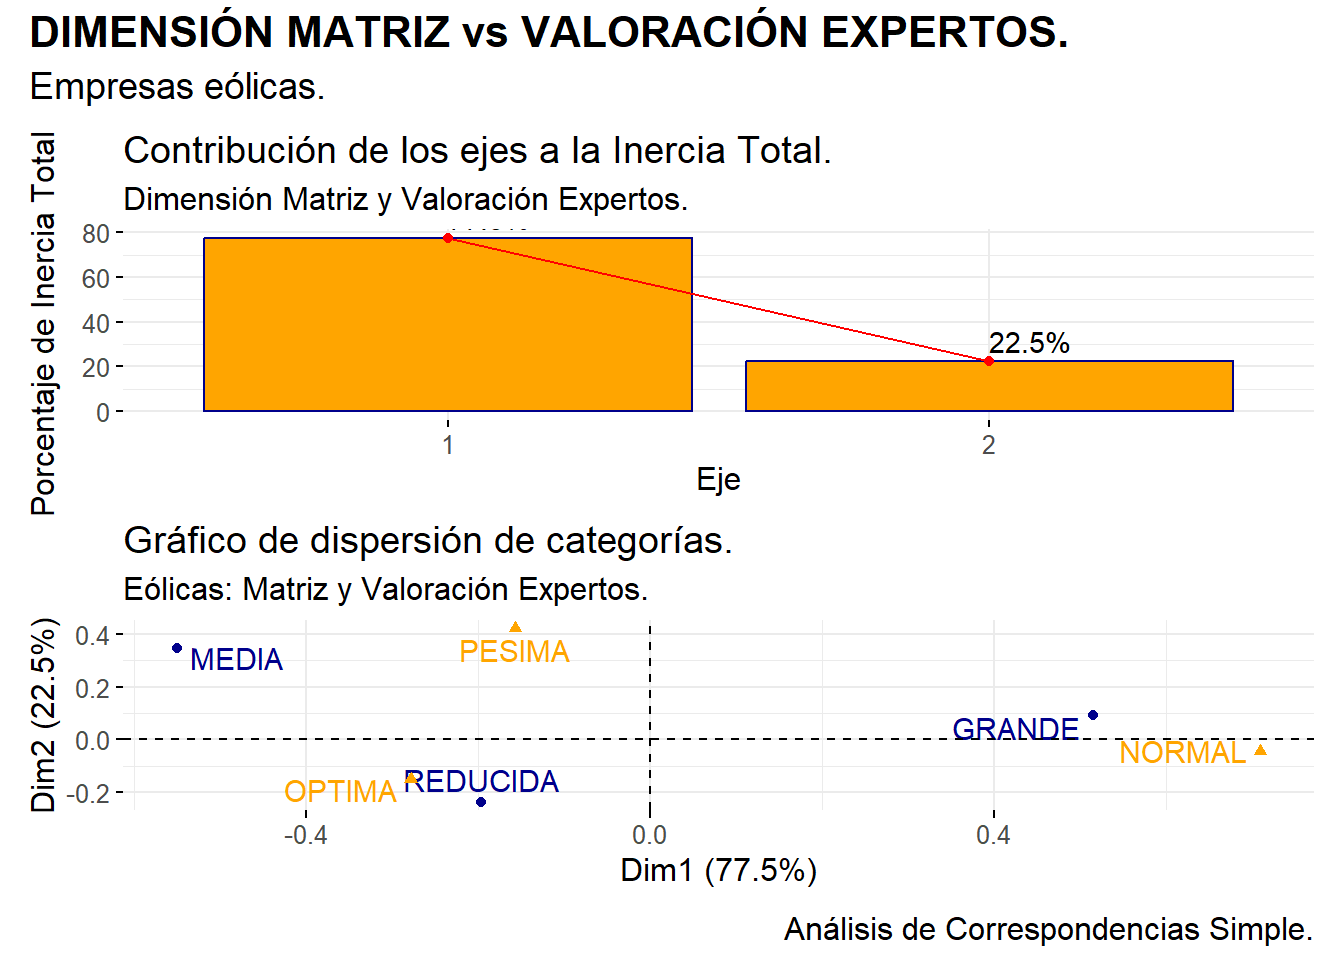 DIMENSIÓN MATRIZ vs VALORACIÓN EXPERTOS.
Empresas eólicas.
Contribución de los ejes a la Inercia Total.
Dimensión Matriz y Valoración Expertos.
Porcentaje de Inercia Total
80
60
40
20
0
22.5%
1
2
Eje
Gráfico de dispersión de categorías.
Eólicas: Matriz y Valoración Expertos.
Dim2 (22.5%)
0.4
0.2
0.0
-0.2
MEDIA
PESIMA
GRANDE
NORMAL
OPTIMA
REDUCIDA
-0.4
0.0
0.4
Dim1 (77.5%)
Análisis de Correspondencias Simple.